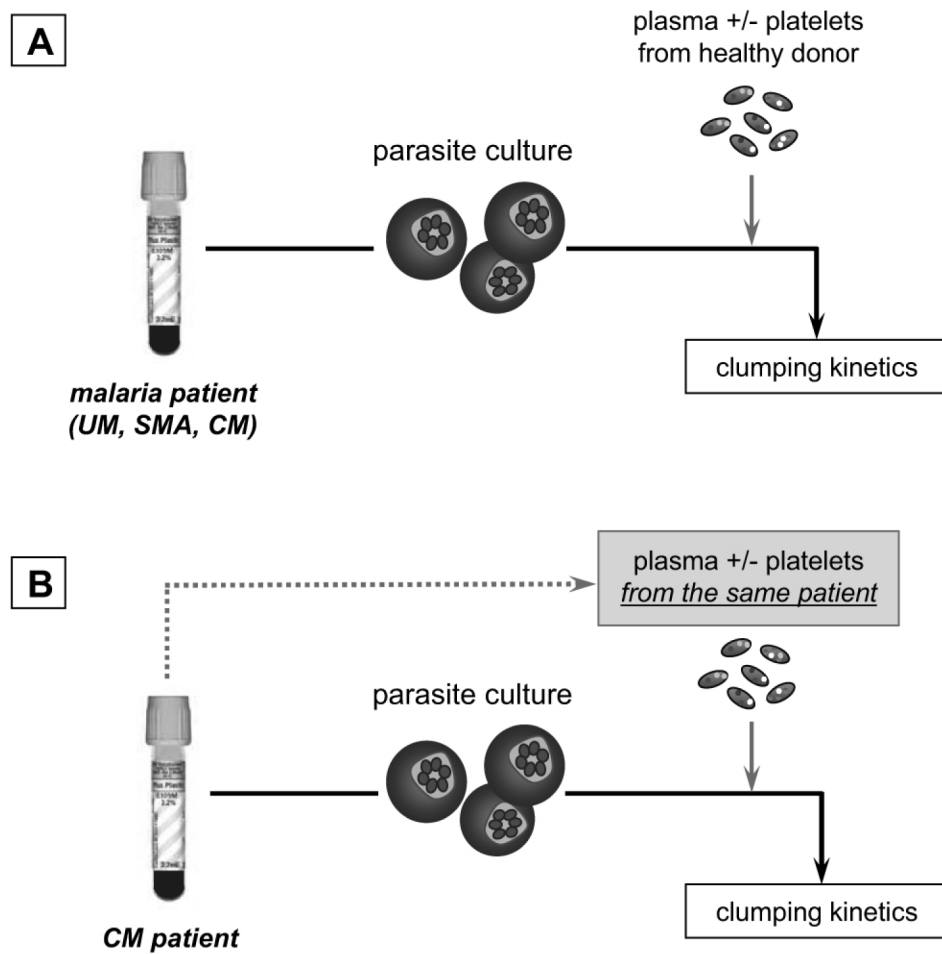 A
plasma +/- platelets
from healthy donor
parasite culture
clumping kinetics
malaria patient
(UM, SMA, CM)
B
plasma +/- platelets
from the same patient
parasite culture
clumping kinetics
CM patient